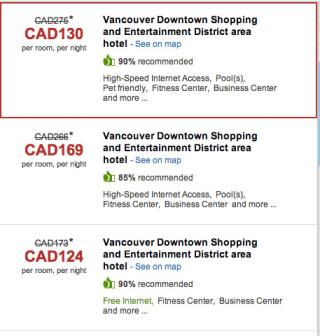 CAD275*
CAD130
per room, per night
Vancouver Downtown Shopping
and Entertainment District area
hotel - See on map
90% recommended
High-Speed Internet Access, Pool(s),
Pet friendly, Fitness Center, Business Center
and more ...
CAD266*
CAD169
per room, per night
Vancouver Downtown Shopping
and Entertainment District area
hotel - See on map
85% recommended
High-Speed Internet Access, Pool(s),
Fitness Center, Business Center and more ...
CAD173*
CAD124
per room, per night
Vancouver Downtown Shopping
and Entertainment District area
hotel - See on map
90% recommended
Free Internet, Fitness Center, Business Center
and more ...